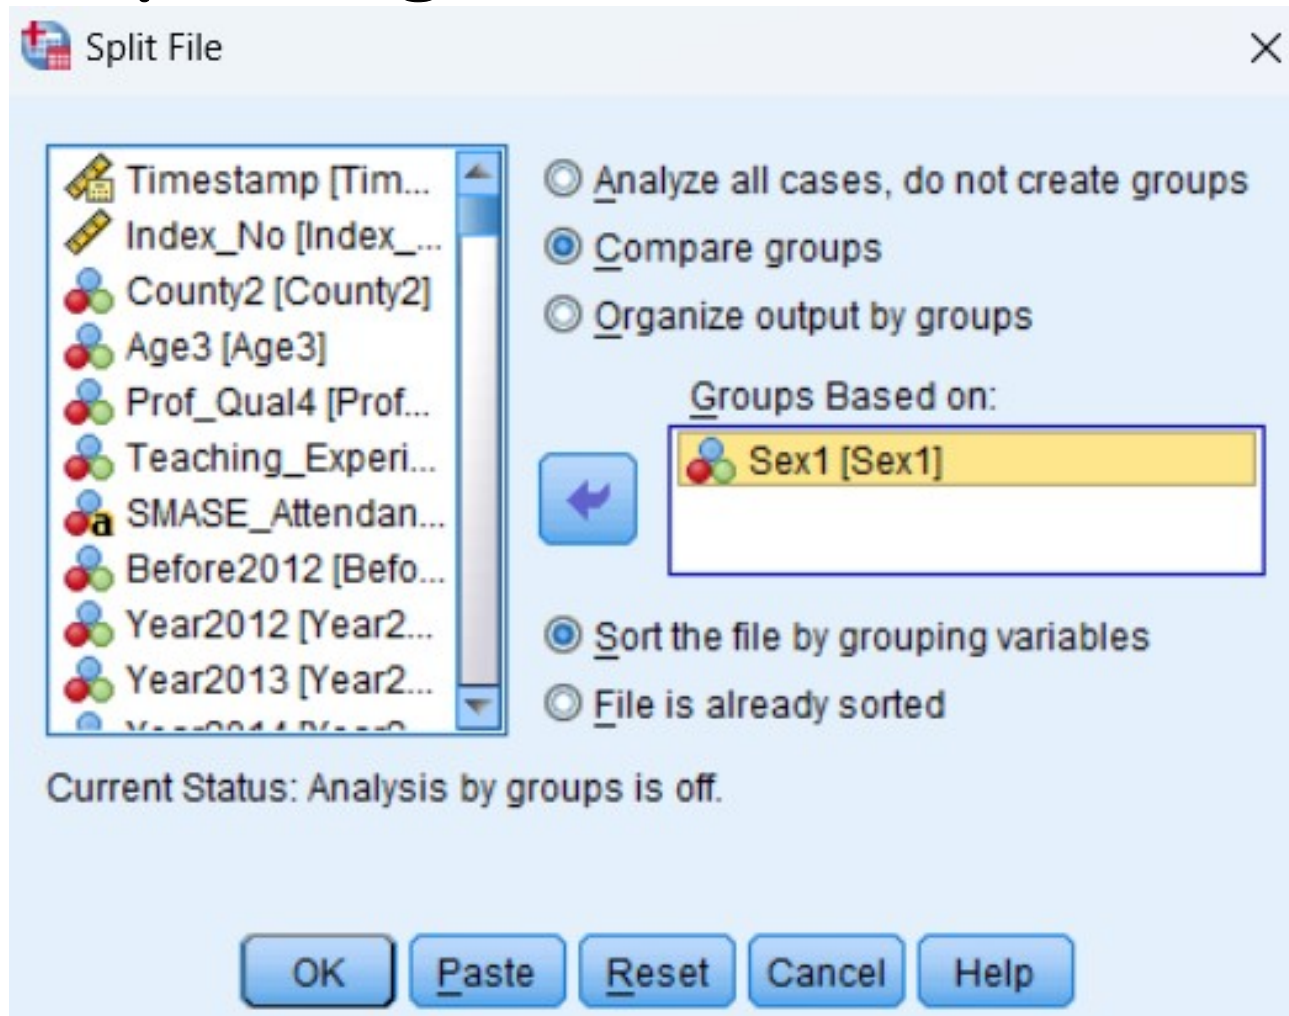 Split File
Timestamp [Tim...
Index_No [Index_...
County2 [County2]
Age3 [Age3]
Prof_Qual4 [Prof...
Teaching_Experi...
SMASE_Attendan...
Before2012 [Befo...
Year2012 [Year2...
Year2013 [Year2...
Analyze all cases, do not create groups
Compare groups
Organize output by groups
Groups Based on:
Sex1 [Sex1]
Sort the file by grouping variables
File is already sorted
Current Status: Analysis by groups is off.
OK Paste Reset Cancel Help